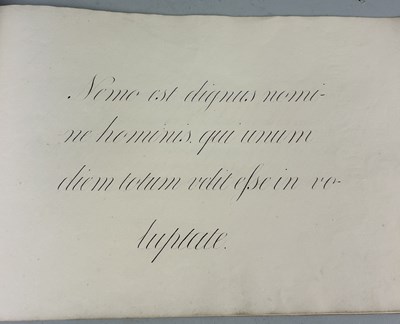 Nemo est dignus nomi-
ne hominis, qui unum
diem totum velit eſse in vo-
luptate.